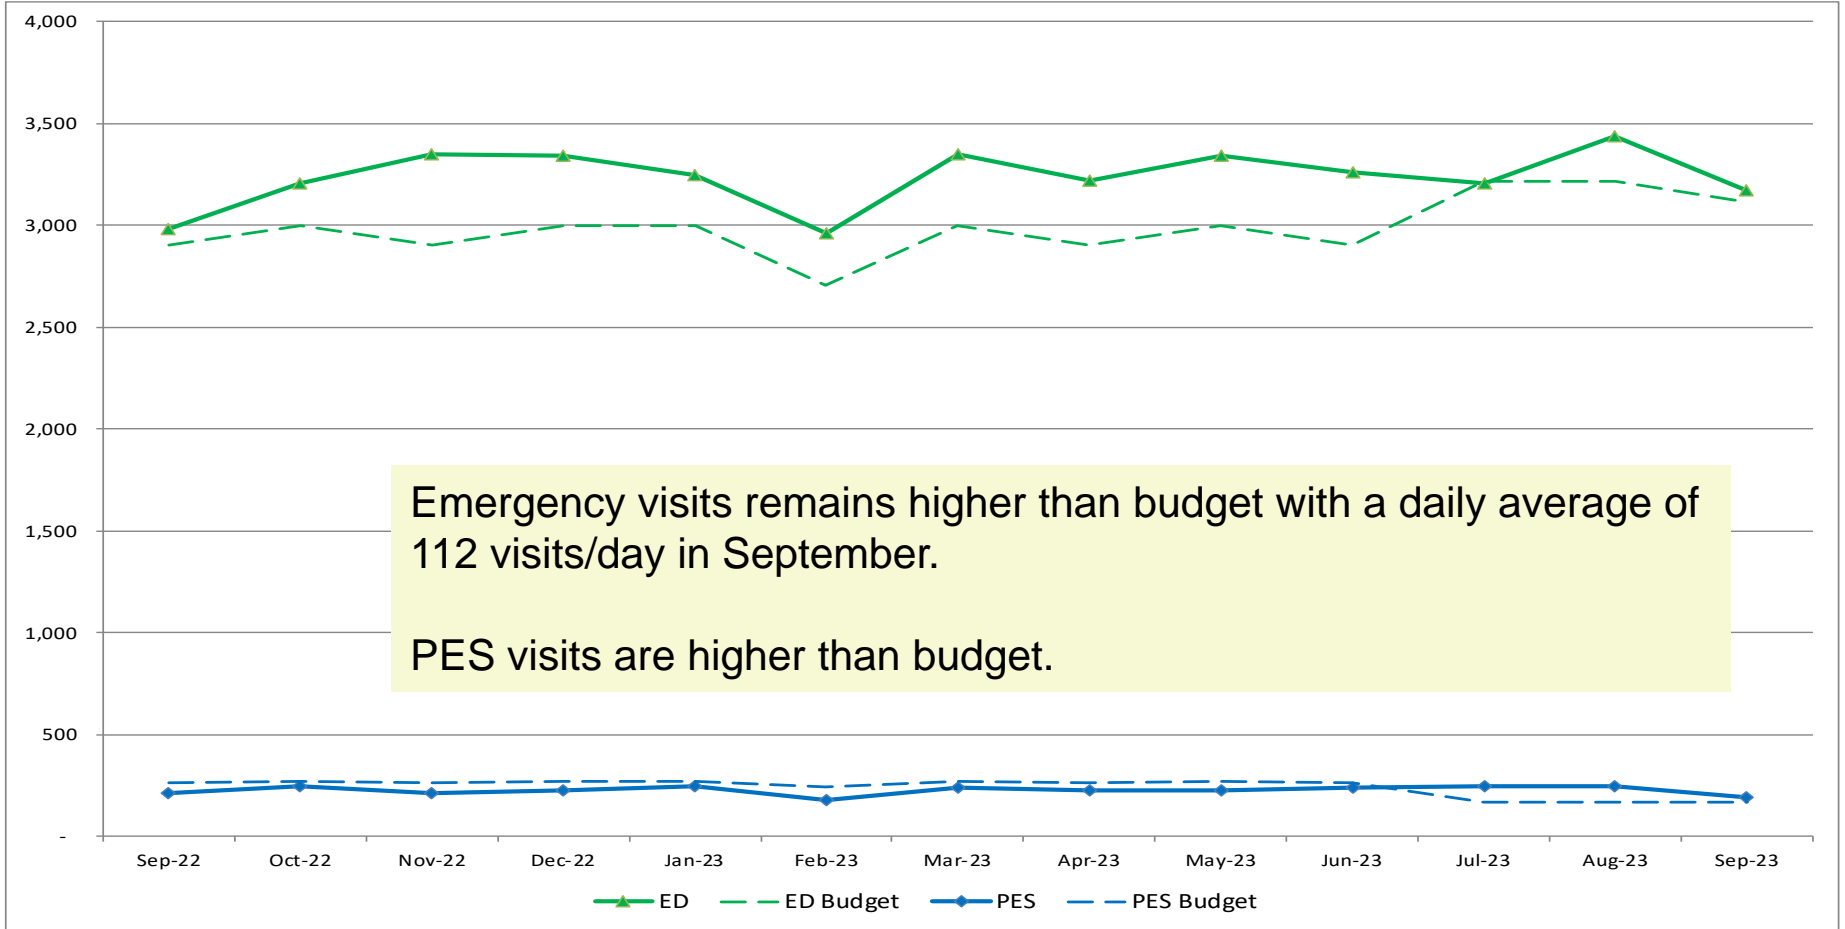 4,000
3,500
3,000
2,500
2,000
1,500
1,000
500
-
Emergency visits remains higher than budget with a daily average of
112 visits/day in September.
PES visits are higher than budget.
Sep-22 Oct-22 Nov-22 Dec-22 Jan-23 Feb-23 Mar-23 Apr-23 May-23 Jun-23 Jul-23 Aug-23 Sep-23
ED ED Budget PES PES Budget